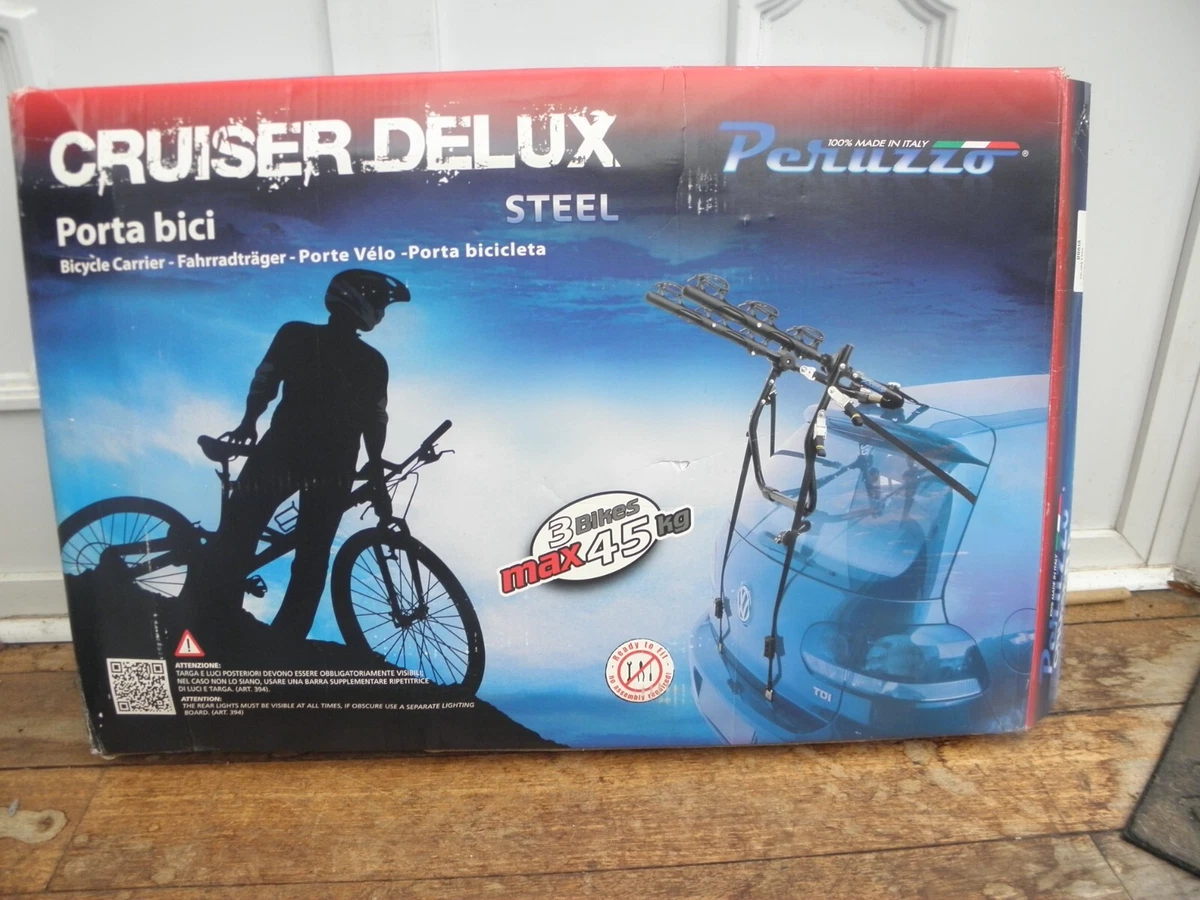 CRUISER DELUX
STEEL
100% MADE IN ITALY
Peruzzo ®
Porta bici
Bicycle Carrier - Fahrradträger - Porte Vélo -Porta bicicleta
3 Bikes
max 45 kg
ATTENZIONE:
TARGA E LUCI POSTERIORI DEVONO ESSERE OBBLIGATORIAMENTE VISIBILI
NEL CASO NON LO SIANO, USARE UNA BARRA SUPPLEMENTARE RIPETITRICE
DI LUCI E TARGA. (ART. 394).
ATTENTION:
THE REAR LIGHTS MUST BE VISIBLE AT ALL TIMES, IF OBSCURE USE A SEPARATE LIGHTING
BOARD. (ART. 394)
Ready to fit
no assembly required!
TDI
Peruzzo